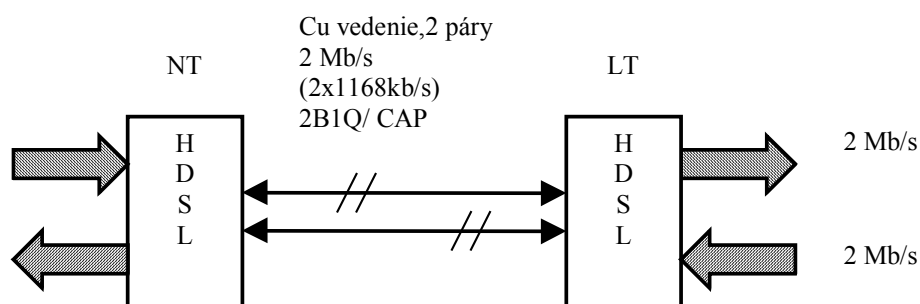 Cu vedenie,2 páry
2 Mb/s
(2x1168kb/s)
2B1Q/ CAP
NT
LT
H
D
S
L
H
D
S
L
2 Mb/s
2 Mb/s